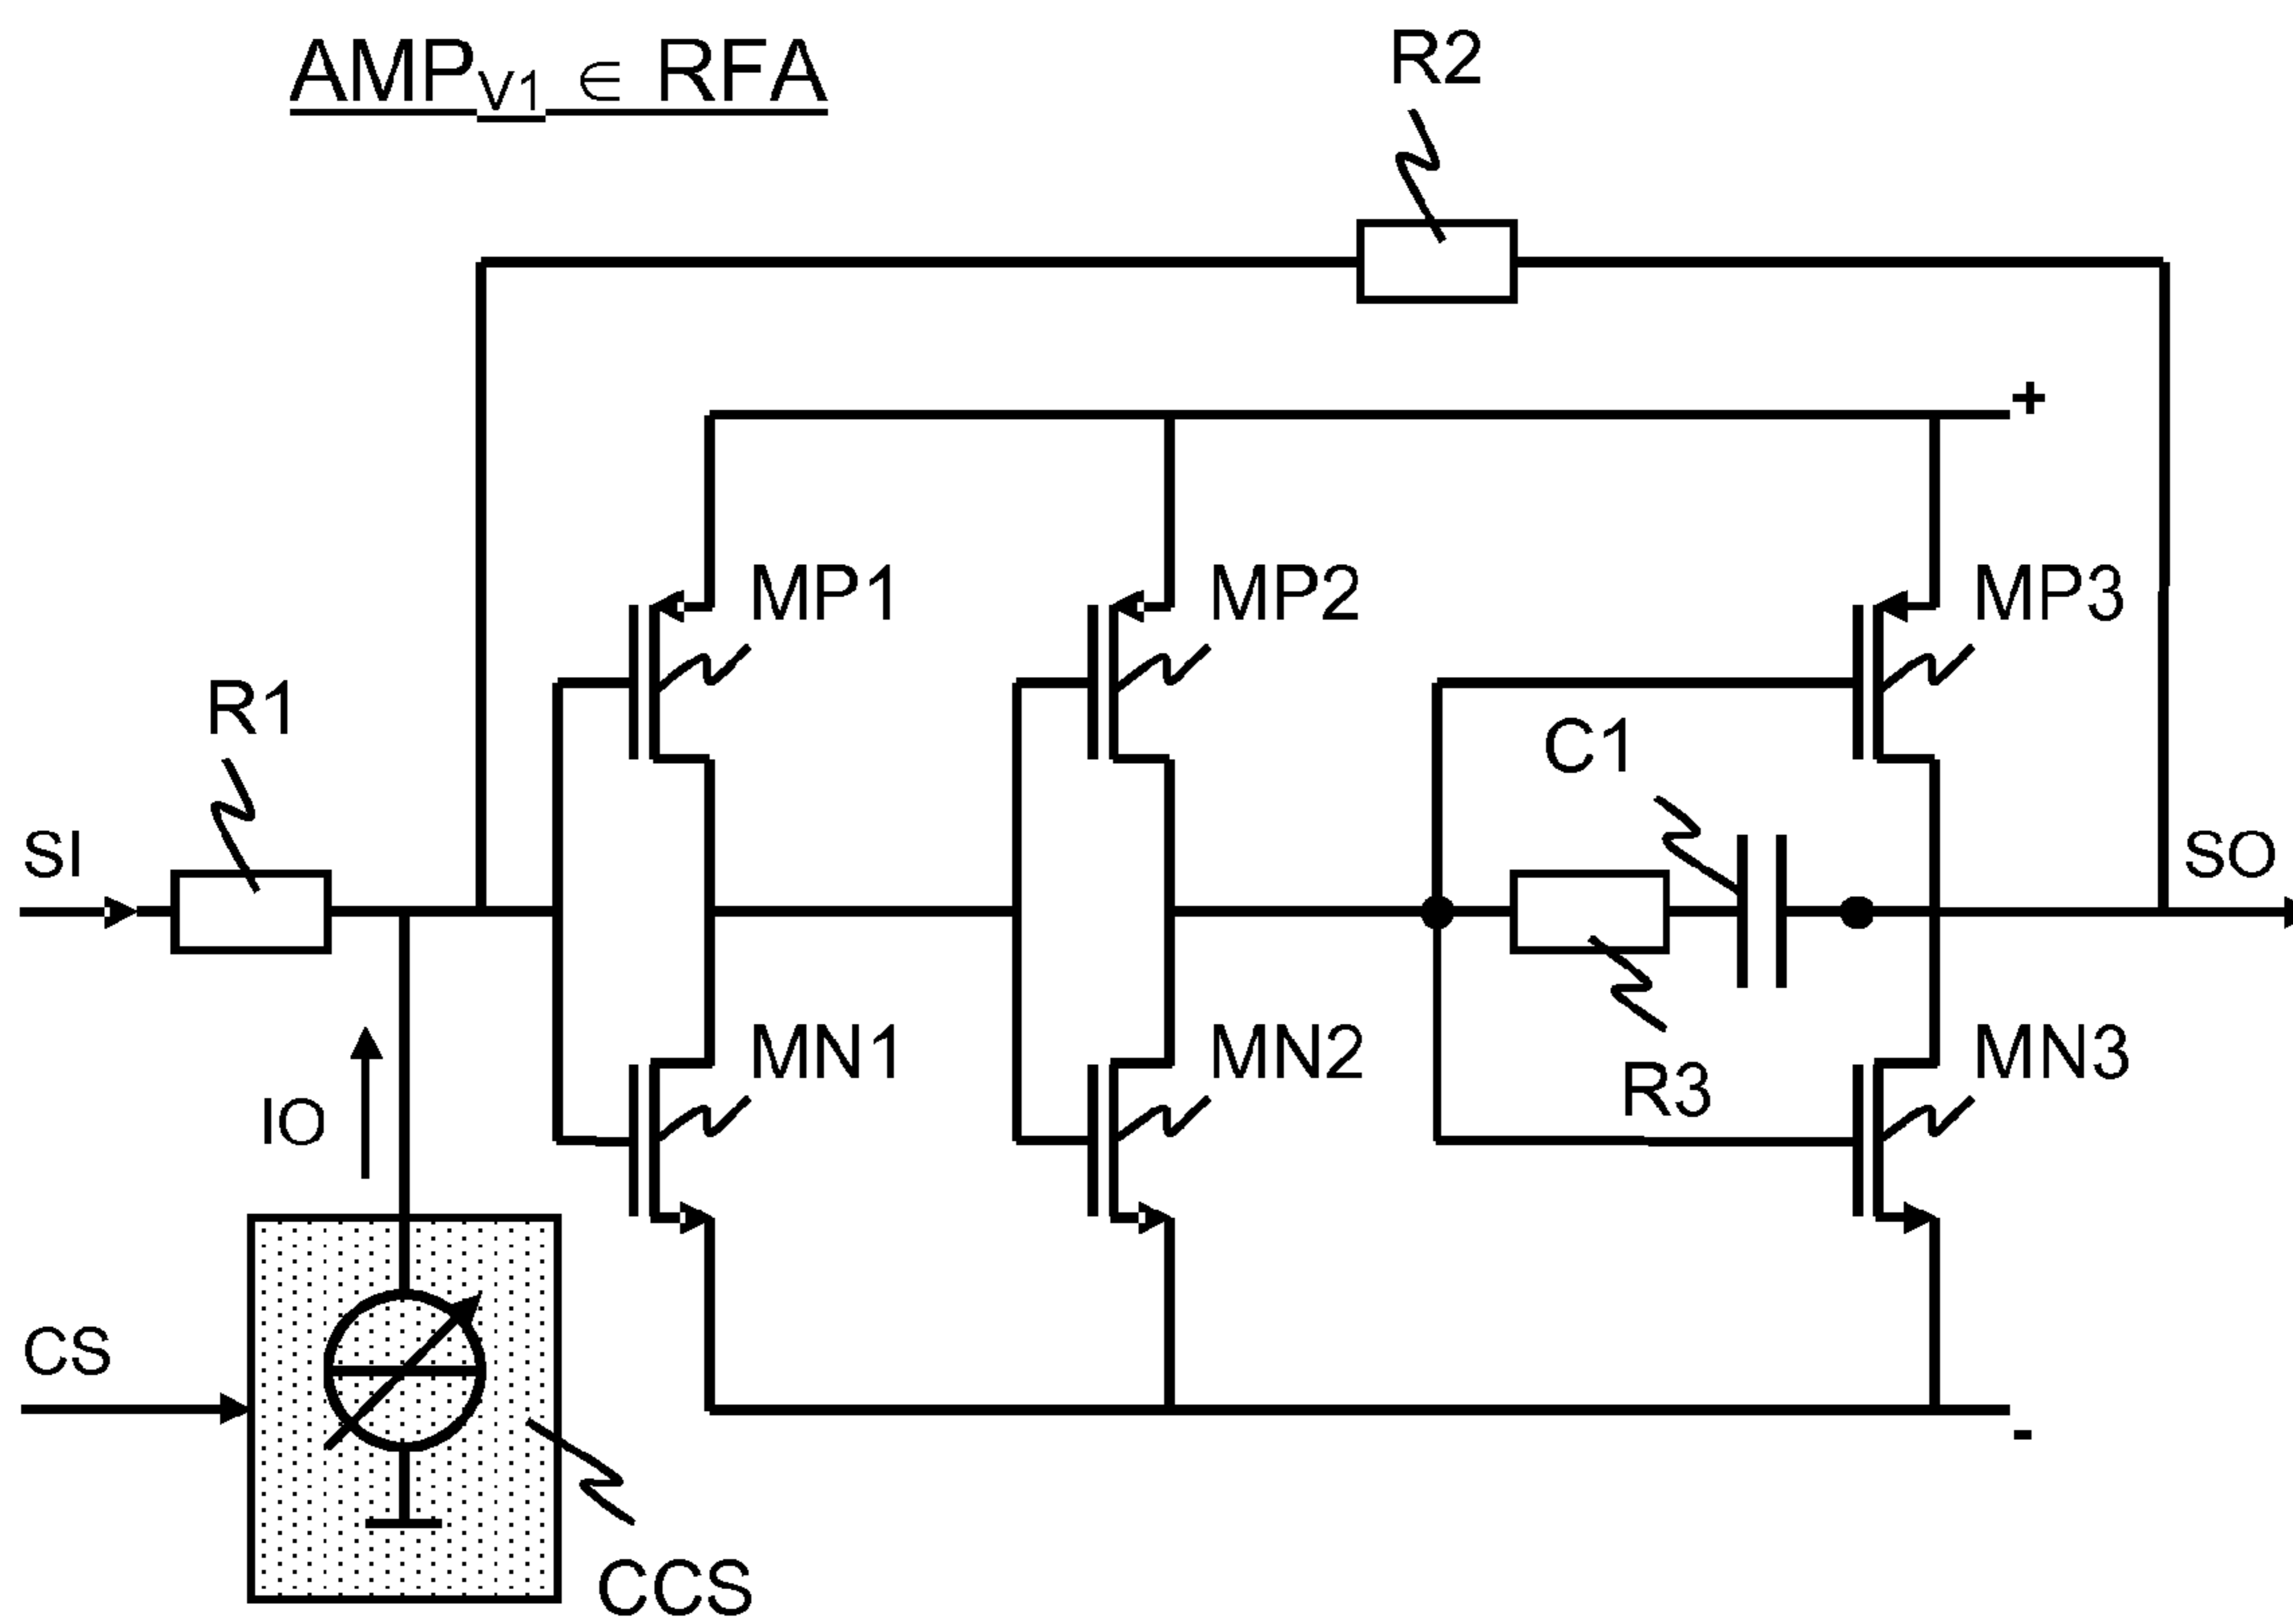 AMPV1 ∈ RFA
R2
+
MP1
MP2
MP3
R1
C1
SI
SO
MN1
MN2
MN3
R3
IO
CS
-
CCS